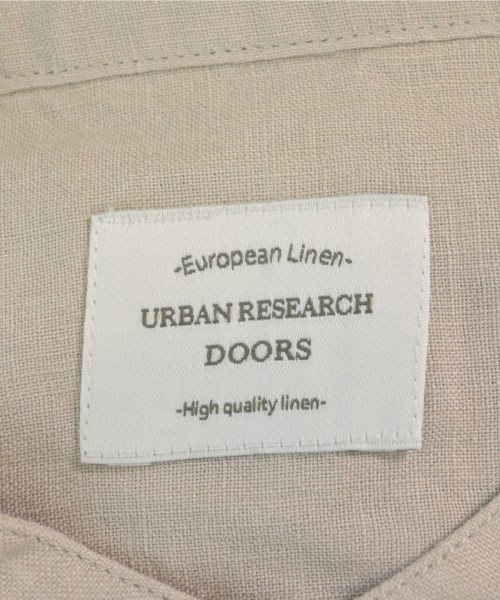 -European Linen-
URBAN RESEARCH
DOORS
-High quality linen-